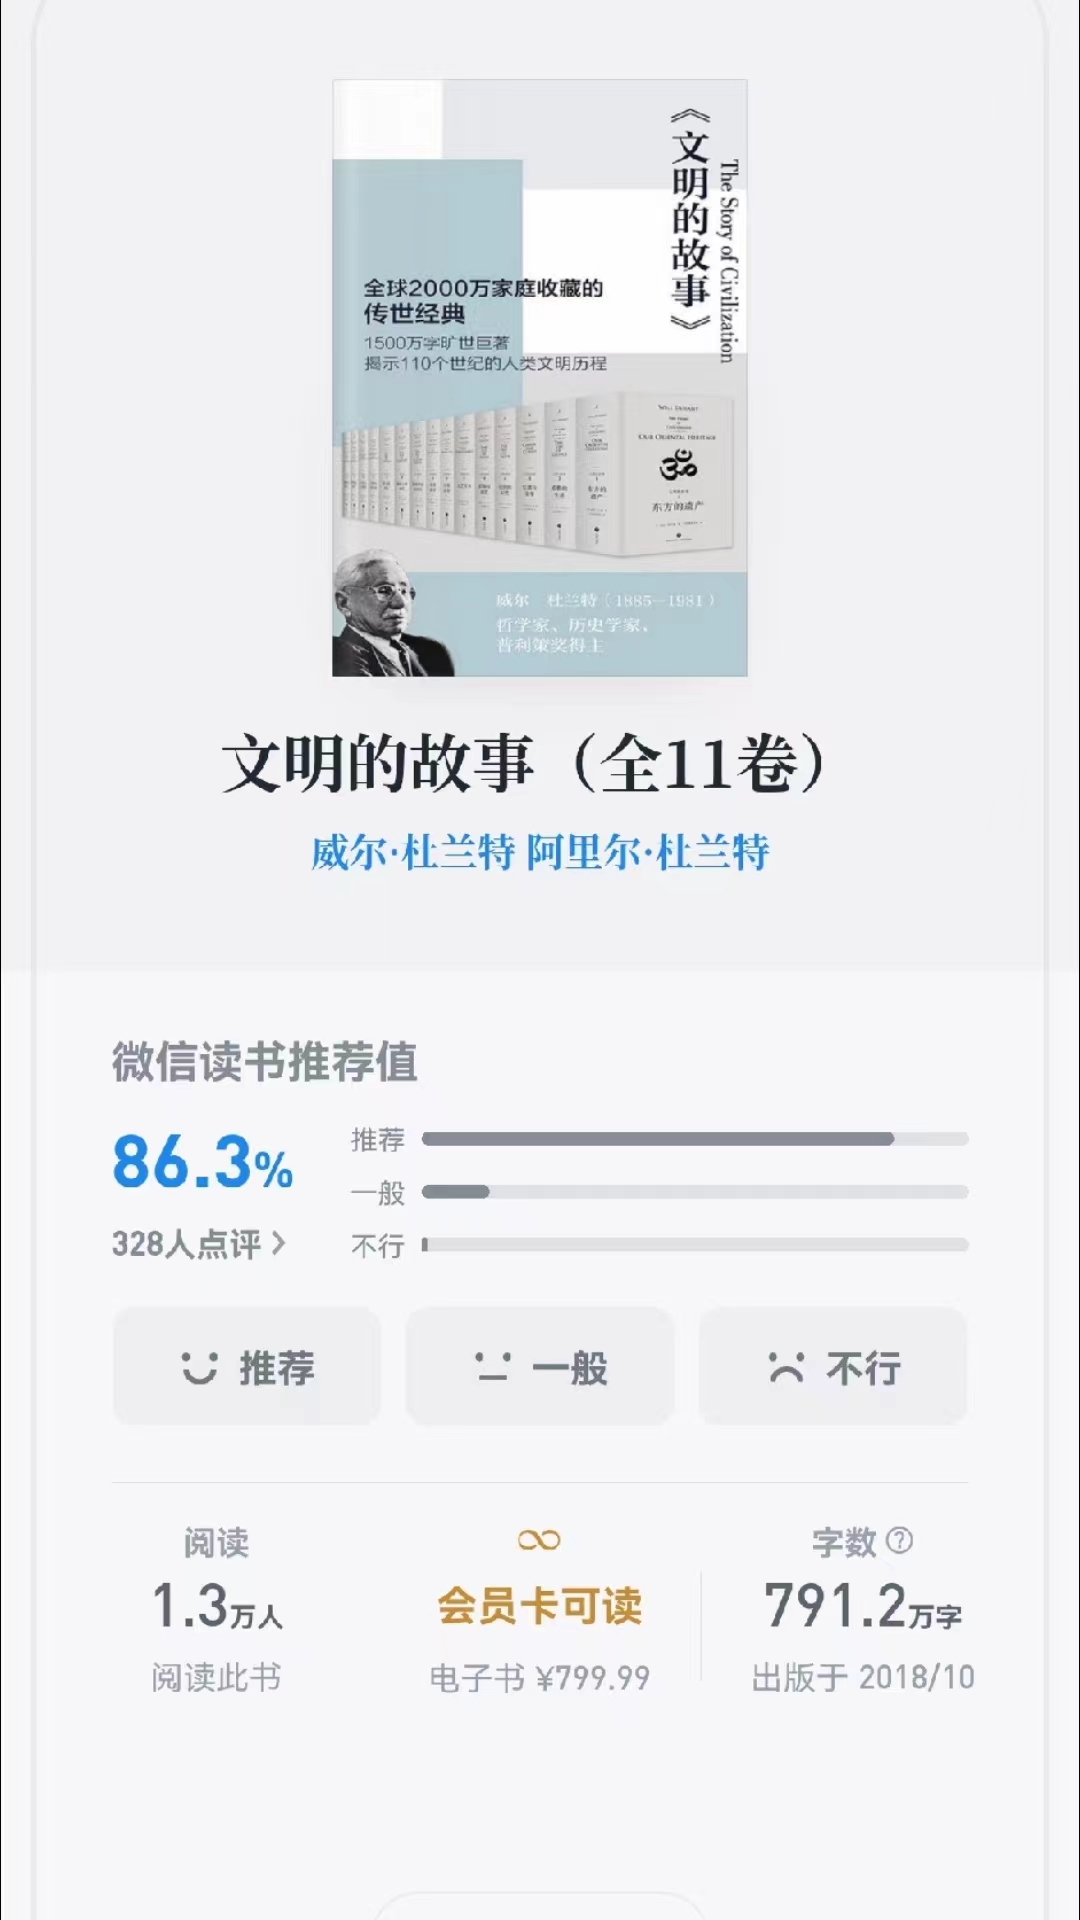 《文明的故事》
The Story of Civilization
全球2000万家庭收藏的
传世经典
1500万字旷世巨著
揭示110个世纪的人类文明历程
OUR ORIENTAL HERITAGE
东方的遗产
威尔 杜兰特（1885—1981）
哲学家、历史学家、
普利策奖得主
文明的故事（全11卷）
威尔·杜兰特 阿里尔·杜兰特
微信读书推荐值
86.3%
328人点评
推荐
一般
不行
推荐
一般
不行
阅读
1.3万人
阅读此书
会员卡可读
电子书 ¥799.99
字数
791.2万字
出版于 2018/10